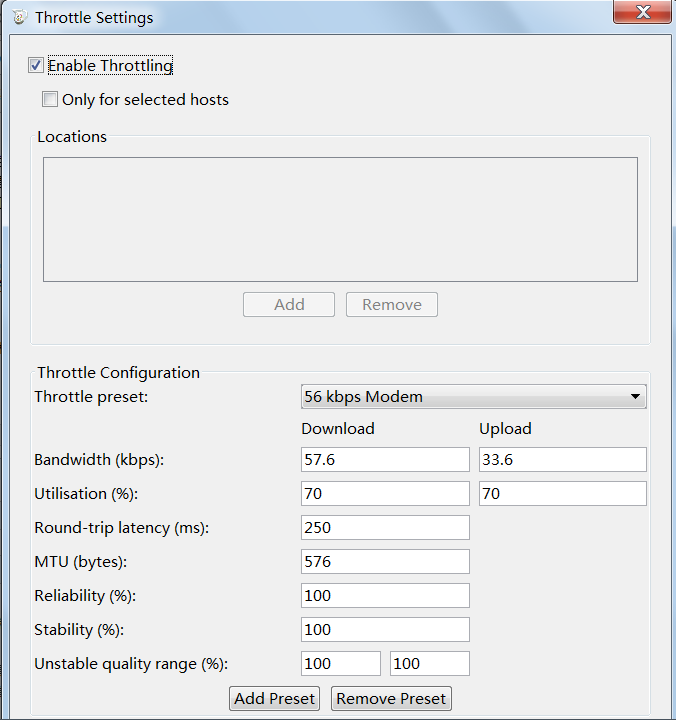 Throttle Settings
Enable Throttling
Only for selected hosts
Locations
Add Remove
Throttle Configuration
Throttle preset: 56 kbps Modem
Download Upload
Bandwidth (kbps): 57.6 33.6
Utilisation (%): 70 70
Round-trip latency (ms): 250
MTU (bytes): 576
Reliability (%): 100
Stability (%): 100
Unstable quality range (%): 100 100
Add Preset Remove Preset